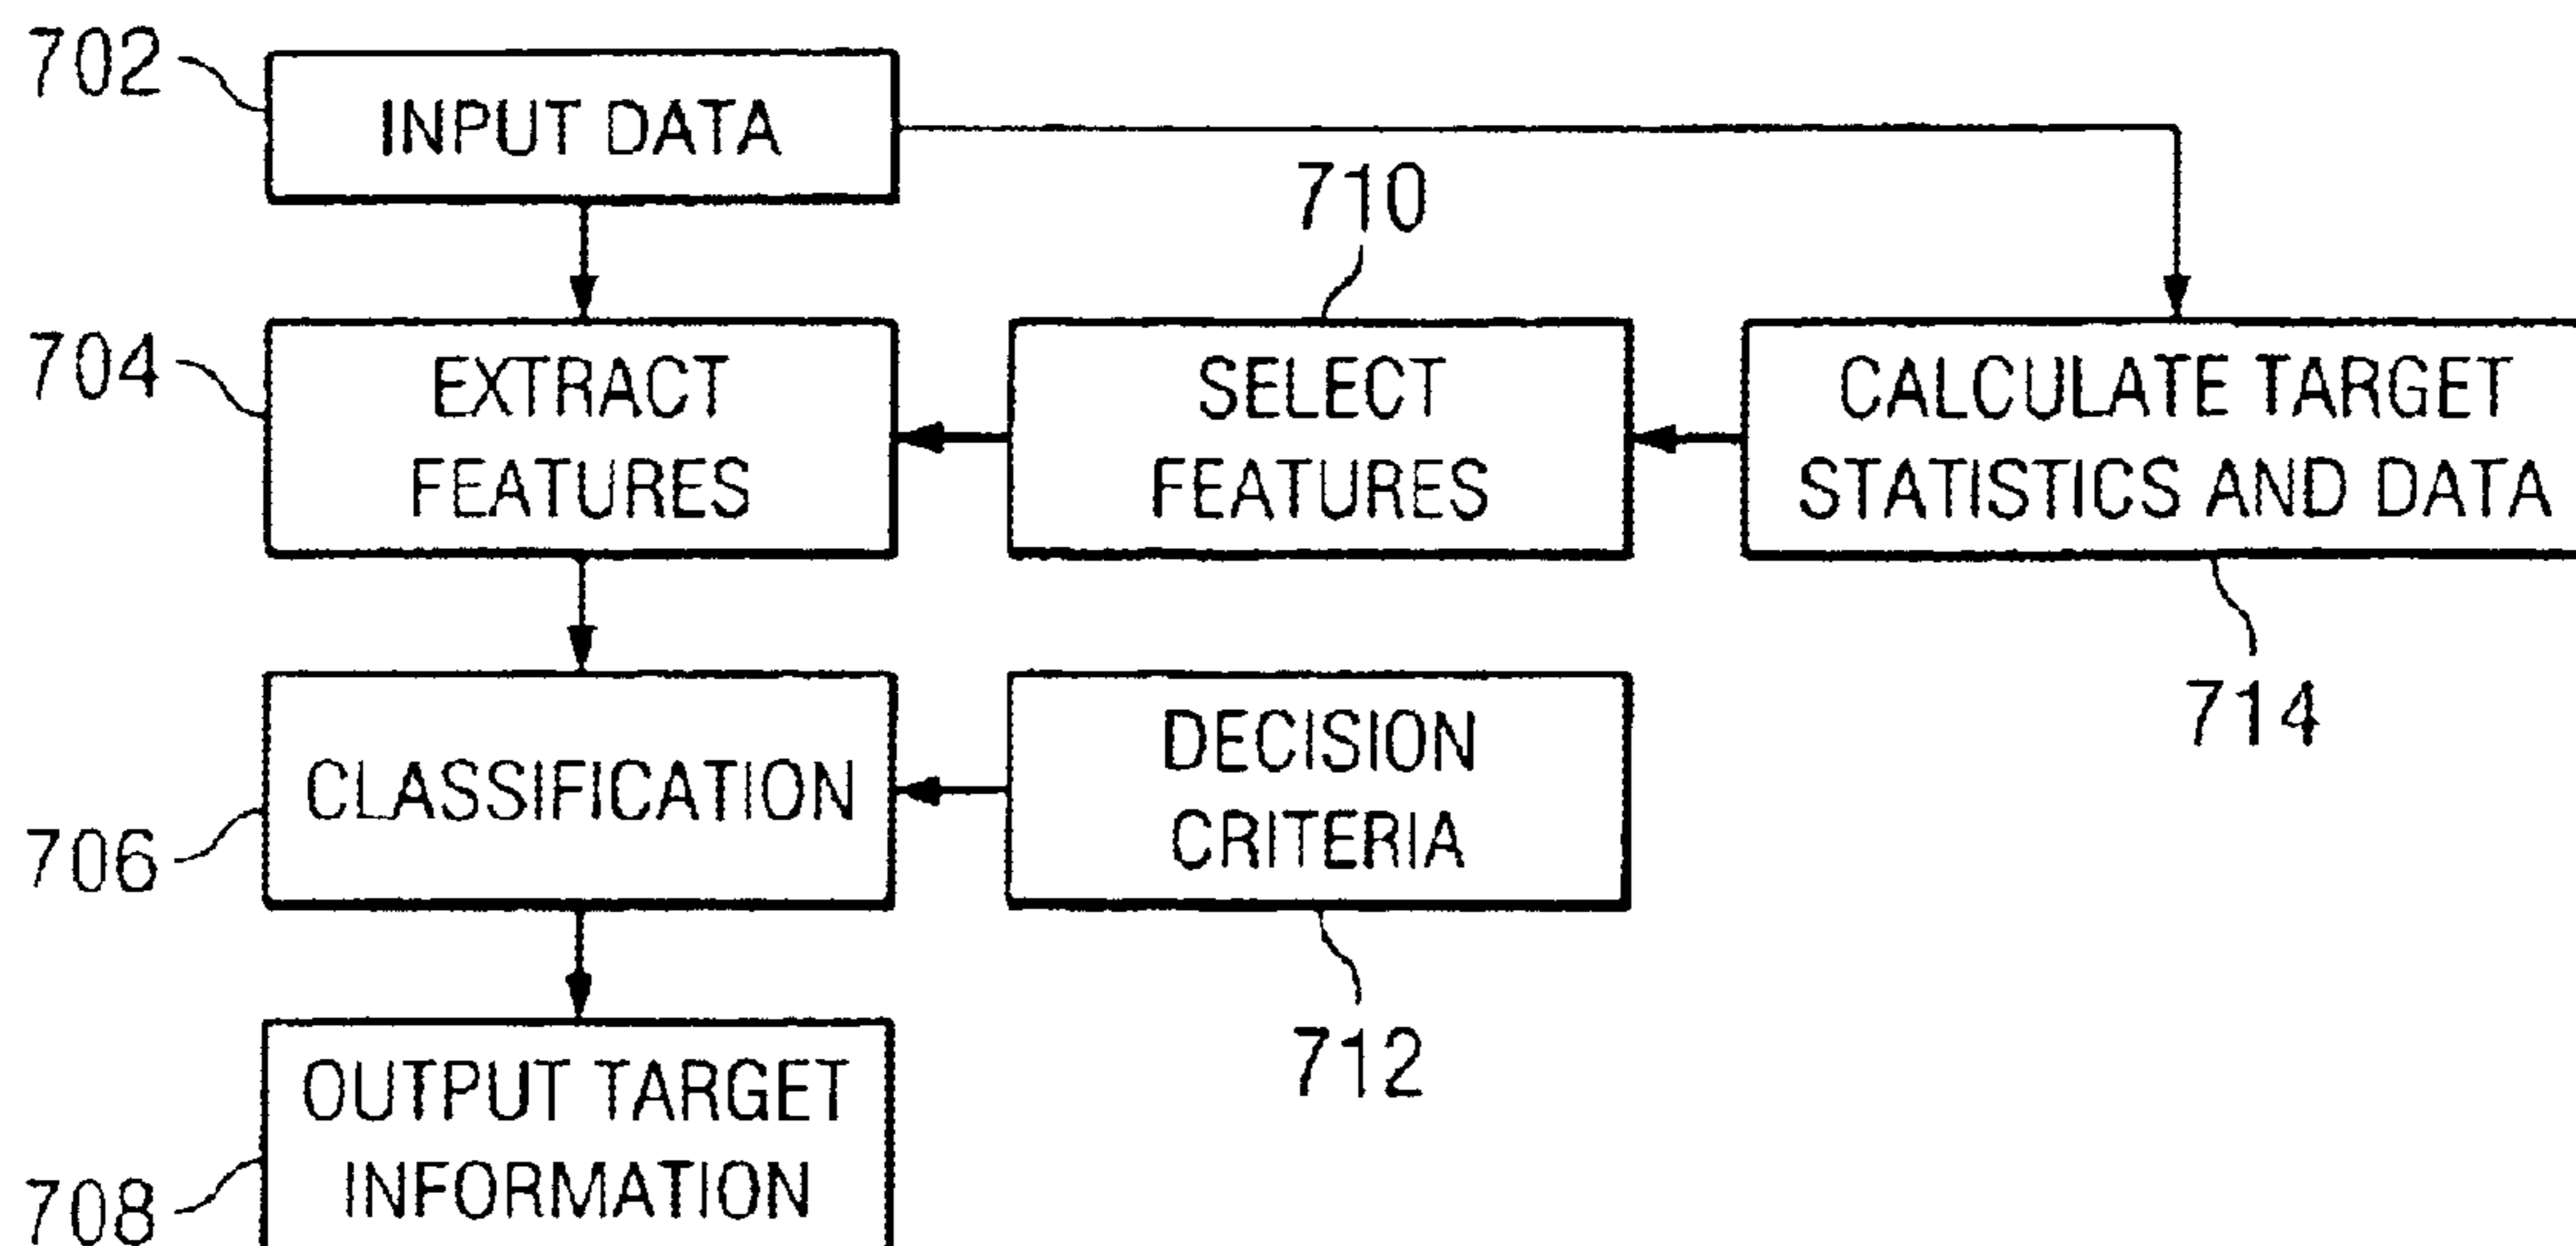 702
INPUT DATA
710
704
EXTRACT
FEATURES
SELECT
FEATURES
CALCULATE TARGET
STATISTICS AND DATA
706
CLASSIFICATION
DECISION
CRITERIA
714
712
708
OUTPUT TARGET
INFORMATION